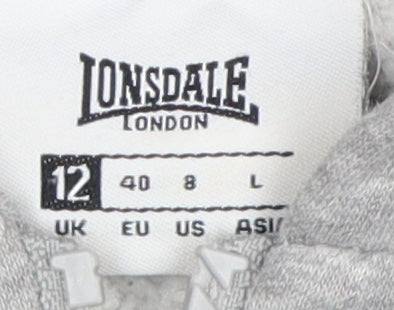 LONSDALE
LONDON
12 40 8 L
UK EU US ASIA